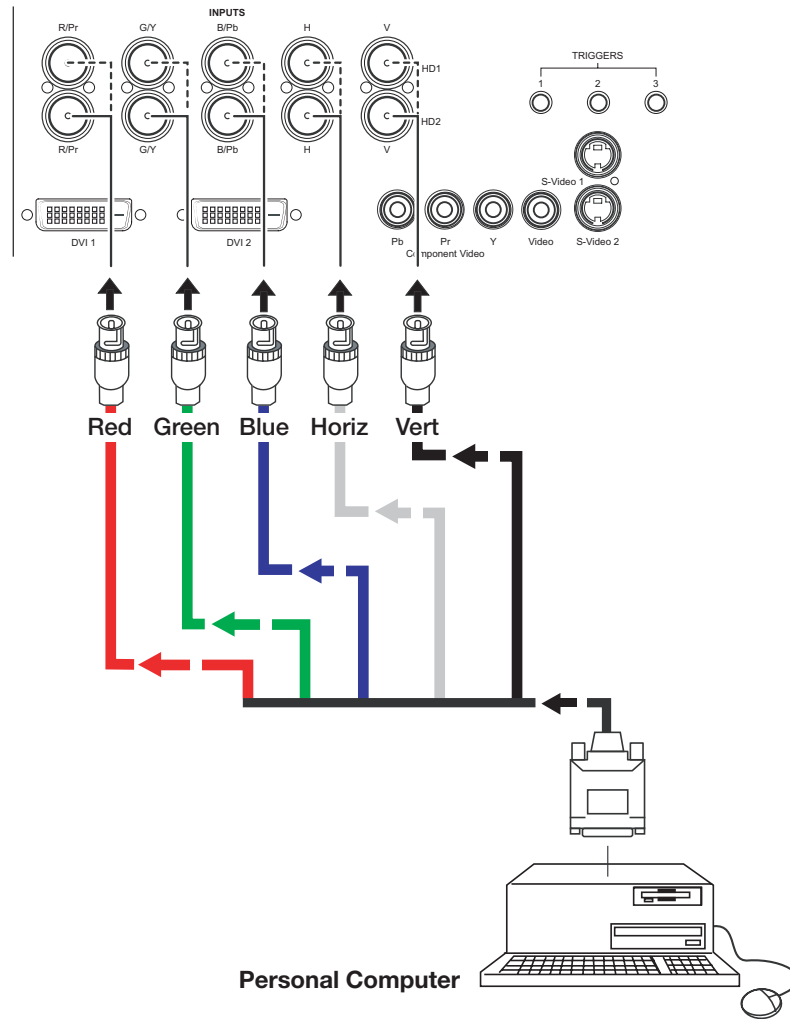 INPUTS
R/Pr G/Y B/Pb H V
HD1
TRIGGERS
1 2 3
HD2
R/Pr G/Y B/Pb H V
S-Video 1
DVI 1 DVI 2
Pb Pr Y Video S-Video 2
Component Video
Red Green Blue Horiz Vert
Personal Computer